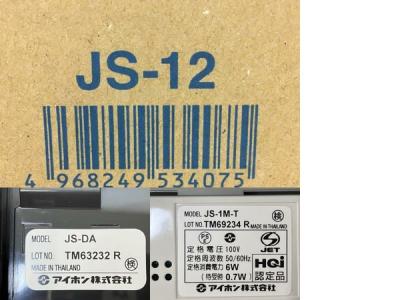 JS-12
4 968249 534075
MODEL JS-DA
LOT NO. TM63232 R 検
MADE IN THAILAND
アイホン株式会社
MODEL JS-1M-T 検
LOT NO. TM69234 R MADE IN THAILAND
PS E
定格電圧 100V
定格周波数 50/60Hz
定格消費電力 6W
(待受時) 0.7W
JET
HQi
認定品
アイホン株式会社